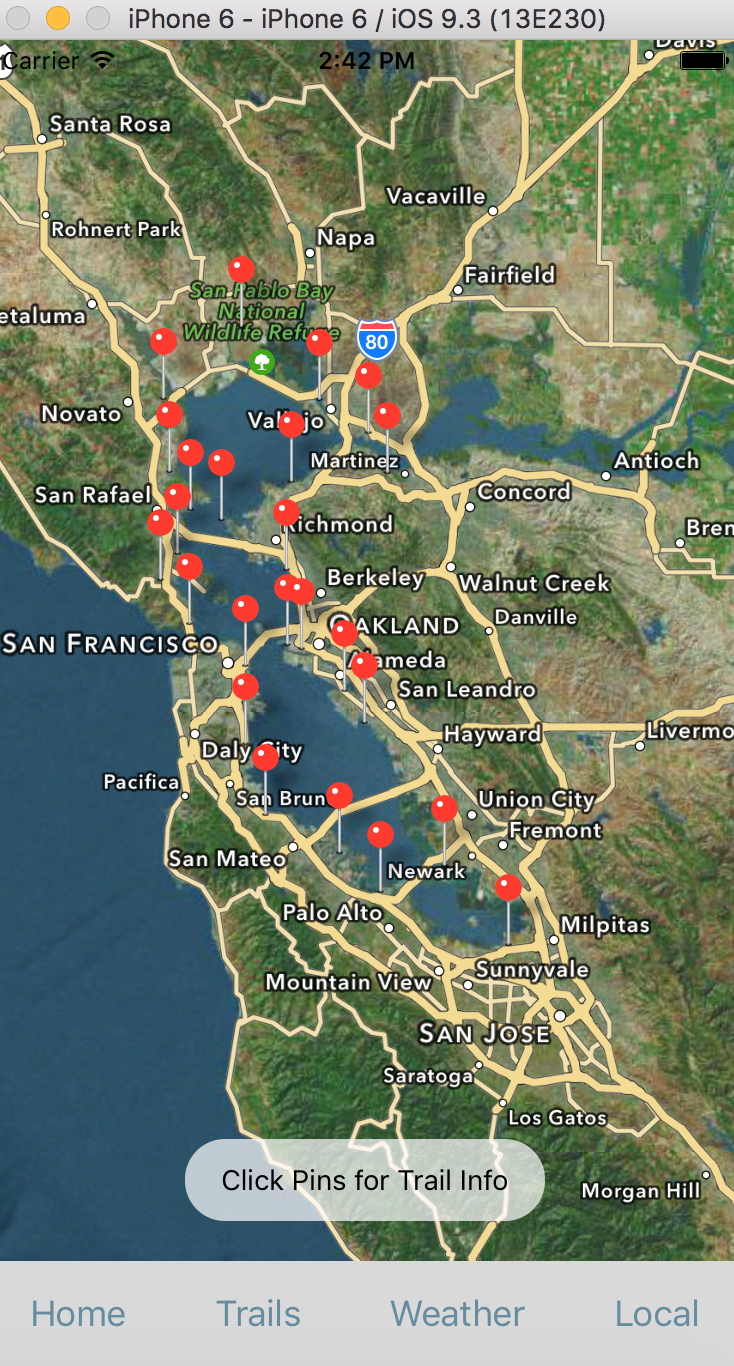 iPhone 6 - iPhone 6 / iOS 9.3 (13E230)
Carrier
2:42 PM
Davis
Santa Rosa
Vacaville
Rohnert Park
Napa
Fairfield
San Pablo Bay
National
Wildlife Refuge
etaluma
80
Novato
Vallejo
Martinez
Antioch
San Rafael
Concord
Richmond
Bren
Berkeley
Walnut Creek
Danville
OAKLAND
SAN FRANCISCO
Alameda
San Leandro
Hayward
Livermo
Daly City
Pacifica
San Brun
Union City
Fremont
San Mateo
Newark
Palo Alto
Milpitas
Mountain View
Sunnyvale
SAN JOSE
Saratoga
Los Gatos
Click Pins for Trail Info
Morgan Hill
Home
Trails
Weather
Local